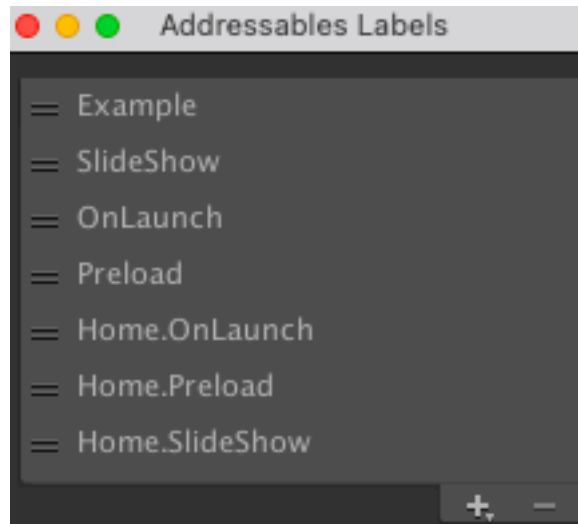 Addressables Labels
Example
SlideShow
OnLaunch
Preload
Home.OnLaunch
Home.Preload
Home.SlideShow